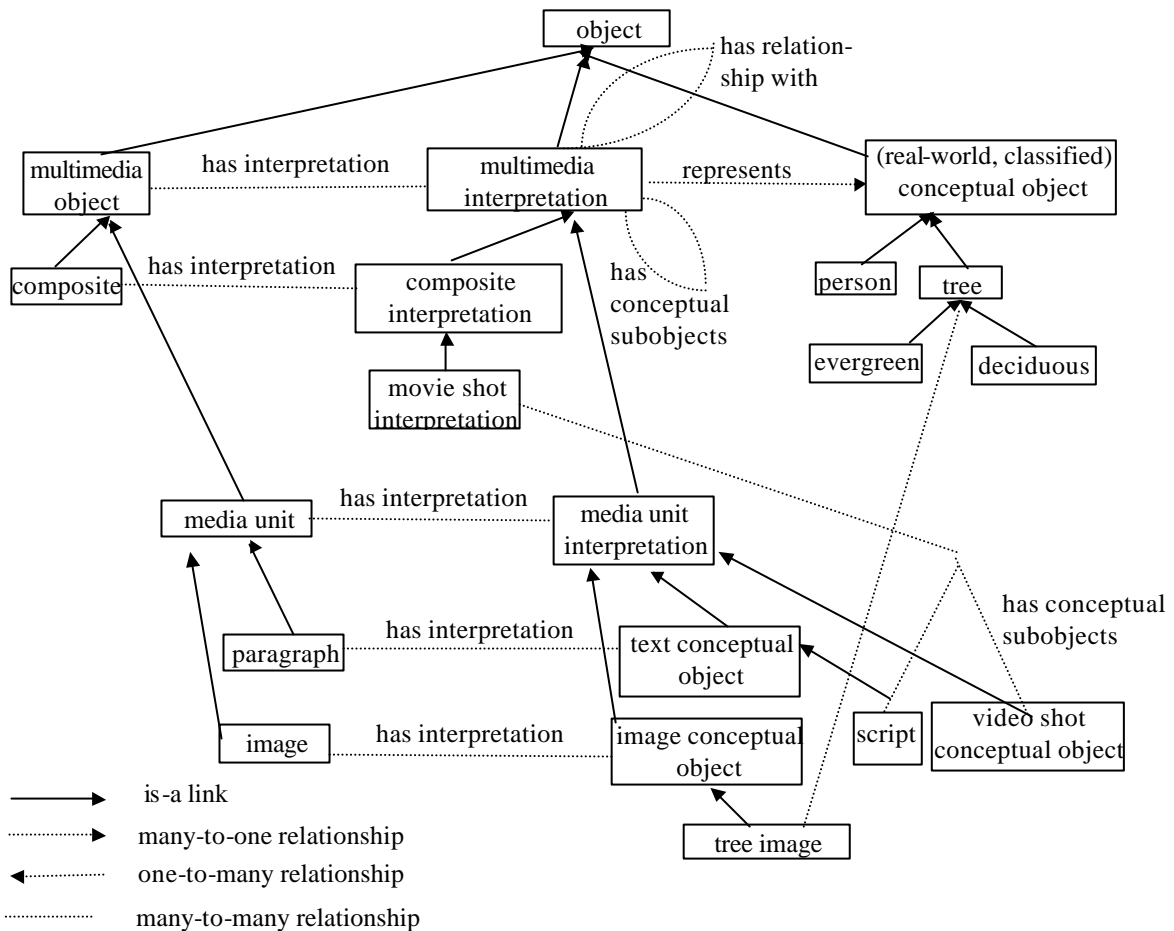 object
has relation-
ship with
multimedia
object
has interpretation
multimedia
interpretation
represents
(real-world, classified)
conceptual object
composite
has interpretation
composite
interpretation
has
conceptual
subobjects
person
tree
evergreen
deciduous
movie shot
interpretation
media unit
has interpretation
media unit
interpretation
has conceptual
subobjects
paragraph
has interpretation
text conceptual
object
image
has interpretation
image conceptual
object
script
video shot
conceptual object
tree image
is-a link
many-to-one relationship
one-to-many relationship
many-to-many relationship